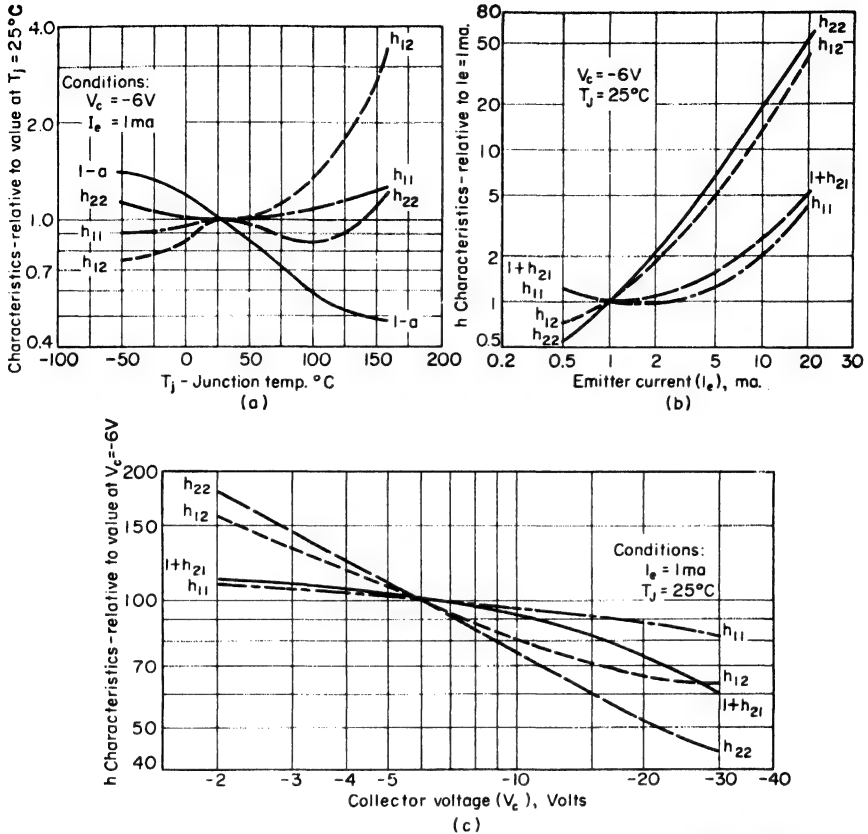 Characteristics-relative to value at Tj = 25°C
4.0
2.0
1.0
0.7
0.4
Conditions:
Vc = -6V
Ie = 1ma
1-a
h22
h11
h12
h12
h11
h22
1-a
-100
-50
0
50
100
150
200
Tj - Junction temp. °C
(a)
h Characteristics-relative to Ie = 1ma.
80
50
20
10
5
2
1
0.5
Vc = -6V
TJ = 25°C
h22
h12
1+h21
h11
1+h21
h11
h12
h22
0.2
0.5
1
2
5
10
20
Emitter current (Ie), ma.
(b)
h Characteristics-relative to value at Vc=-6V
200
150
100
70
50
40
h22
h12
1+h21
h11
Conditions:
Ie = 1ma
TJ = 25°C
h11
h12
1+h21
h22
-2
-3
-4
-5
-10
-20
-30
-40
Collector voltage (Vc), Volts
(c)